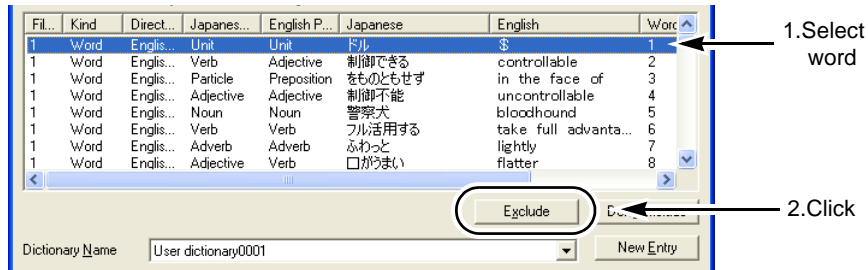 Fil... Kind Direct... Japanes... English P... Japanese English Word
1 Word Englis... Unit Unit ドル $ 1
1 Word Englis... Verb Adjective 制御できる controllable 2
1 Word Englis... Particle Preposition をものともせず in the face of 3
1 Word Englis... Adjective Adjective 制御不能 uncontrollable 4
1 Word Englis... Noun Noun 警察犬 bloodhound 5
1 Word Englis... Verb Verb フル活用する take full advanta... 6
1 Word Englis... Adverb Adverb ふわっと lightly 7
1 Word Englis... Adjective Verb 口がうまい flatter 8
1.Select
word
Exclude
2.Click
Dictionary Name User dictionary0001 New Entry